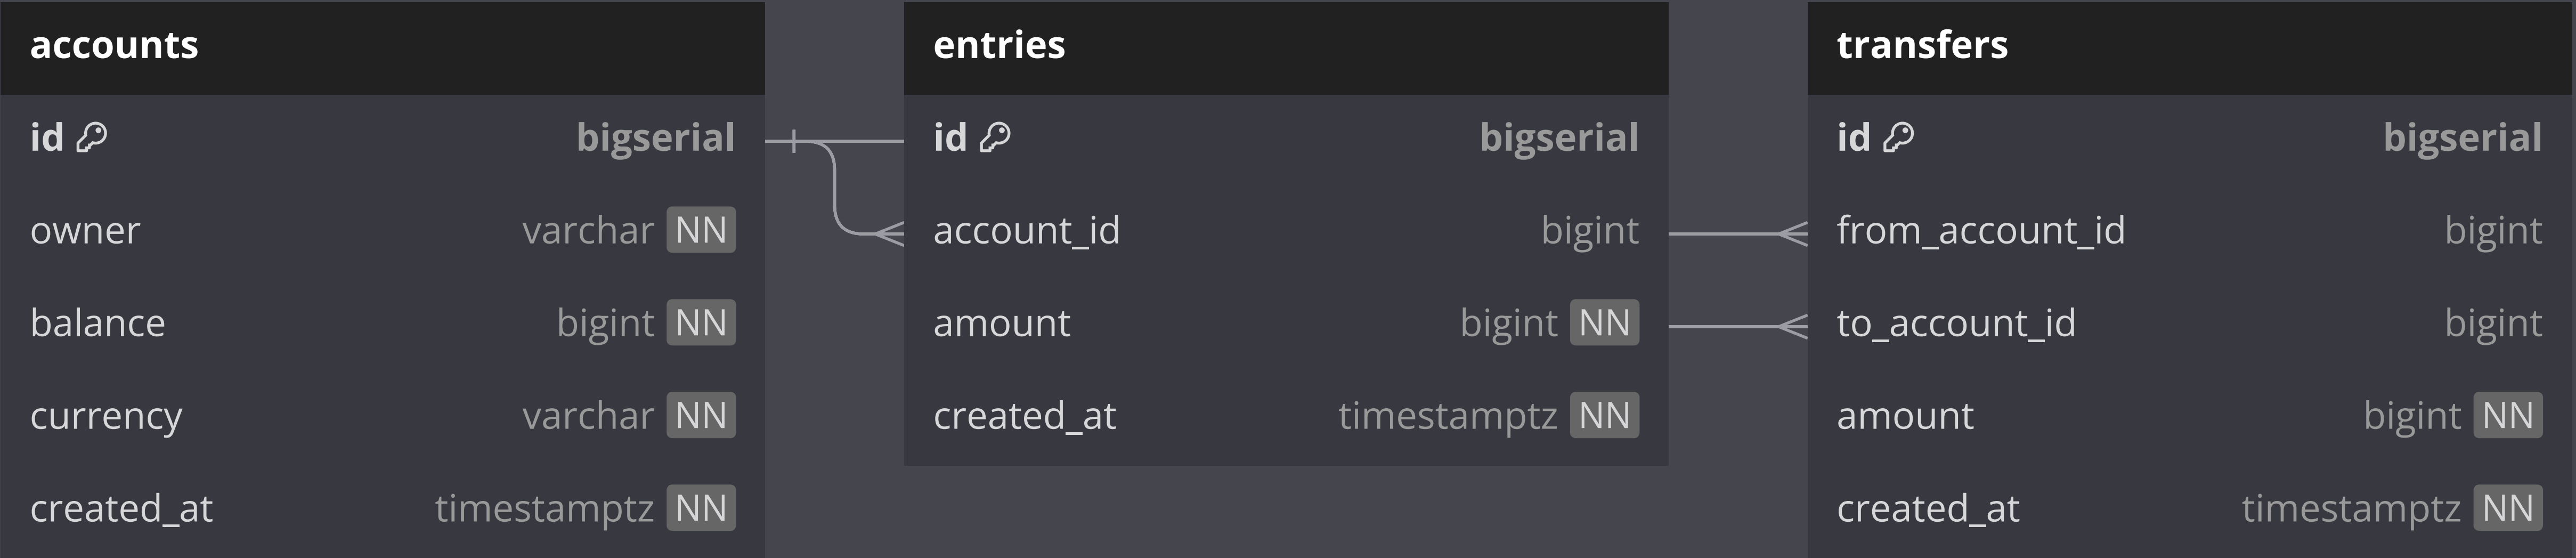 accounts
id bigserial
owner varchar NN
balance bigint NN
currency varchar NN
created_at timestamptz NN
entries
id bigserial
account_id bigint
amount bigint NN
created_at timestamptz NN
transfers
id bigserial
from_account_id bigint
to_account_id bigint
amount bigint NN
created_at timestamptz NN